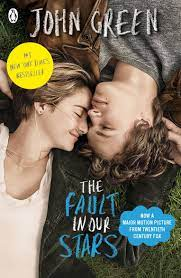 JOHN GREEN
#1
NEW YORK TIMES
BESTSELLER
THE
FAULT
IN OUR
STARS
NOW A
MAJOR MOTION PICTURE
FROM TWENTIETH
CENTURY FOX